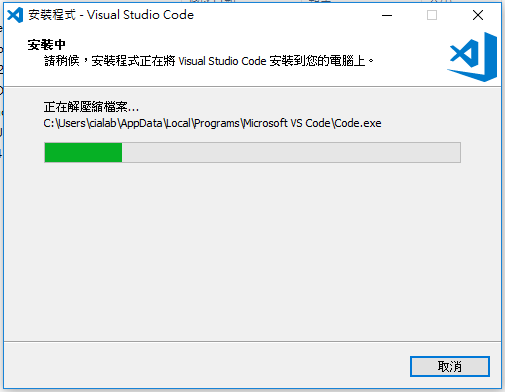 安裝程式 - Visual Studio Code
安裝中
請稍候，安裝程式正在將 Visual Studio Code 安裝到您的電腦上。
正在解壓縮檔案...
C:\Users\cialab\AppData\Local\Programs\Microsoft VS Code\Code.exe
取消